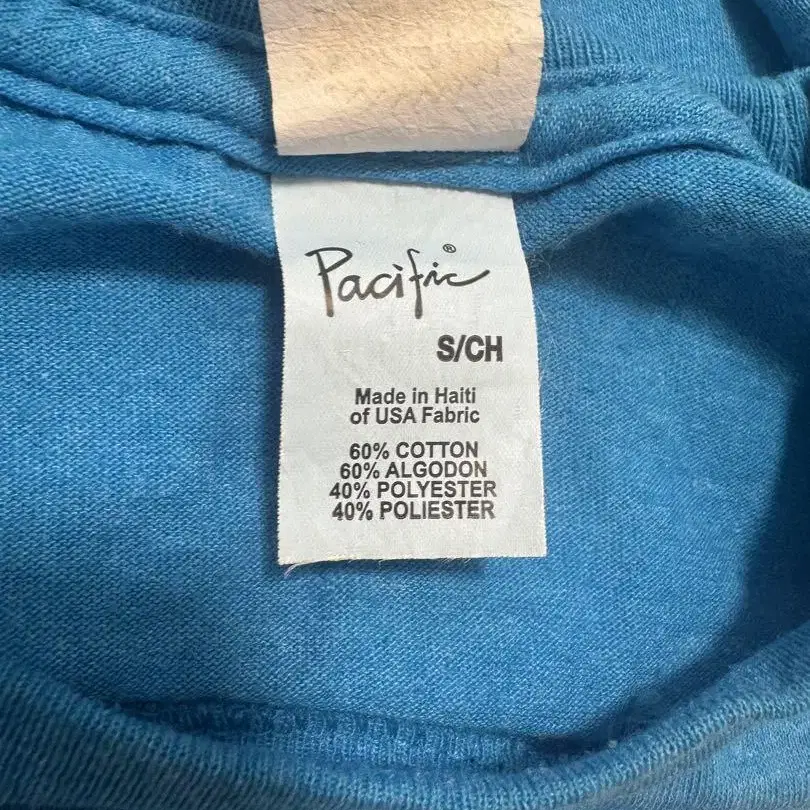 Pacific®
S/CH
Made in Haiti
of USA Fabric
60% COTTON
60% ALGODON
40% POLYESTER
40% POLIESTER